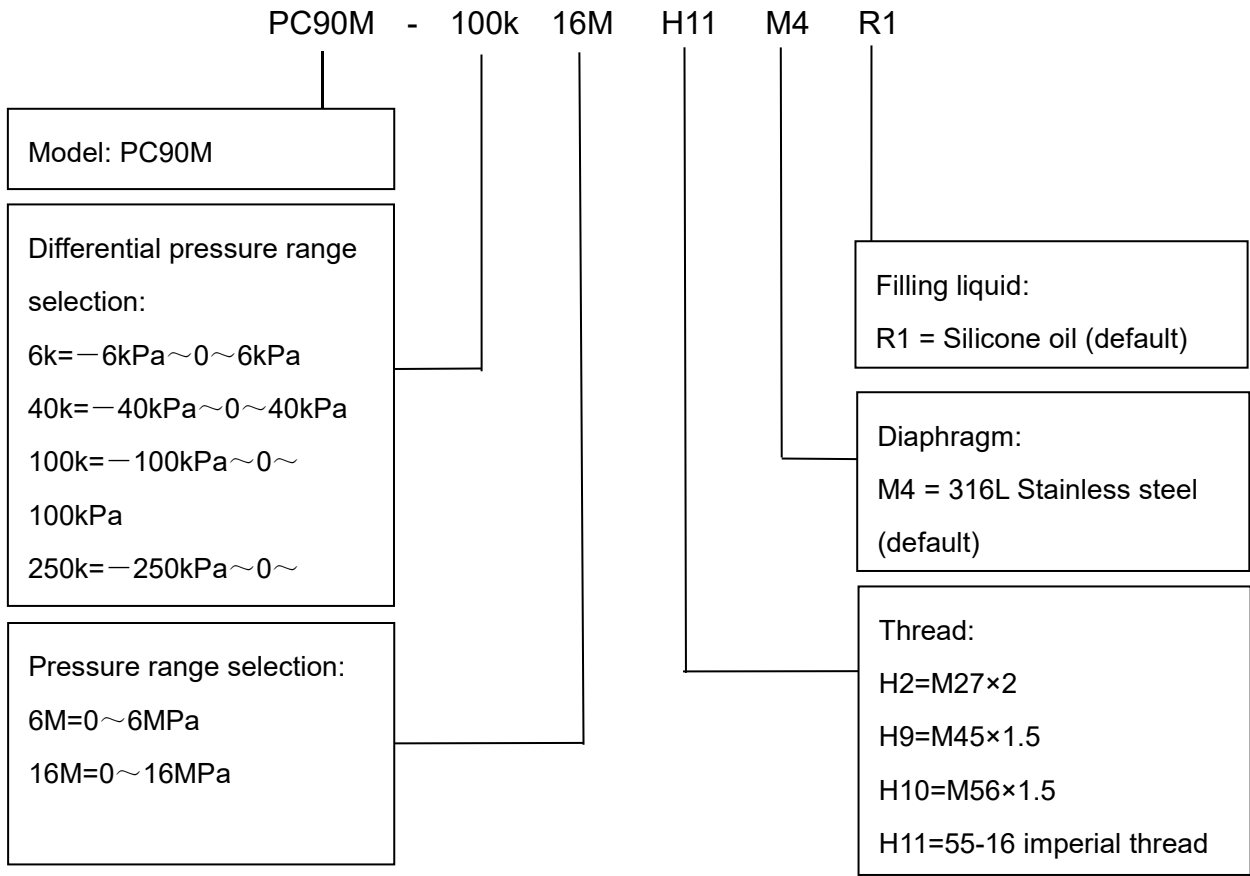 PC90M - 100k 16M H11 M4 R1
Model: PC90M
Differential pressure range
selection:
6k=－6kPa～0～6kPa
40k=－40kPa～0～40kPa
100k=－100kPa～0～
100kPa
250k=－250kPa～0～
Pressure range selection:
6M=0～6MPa
16M=0～16MPa
Filling liquid:
R1 = Silicone oil (default)
Diaphragm:
M4 = 316L Stainless steel
(default)
Thread:
H2=M27×2
H9=M45×1.5
H10=M56×1.5
H11=55-16 imperial thread